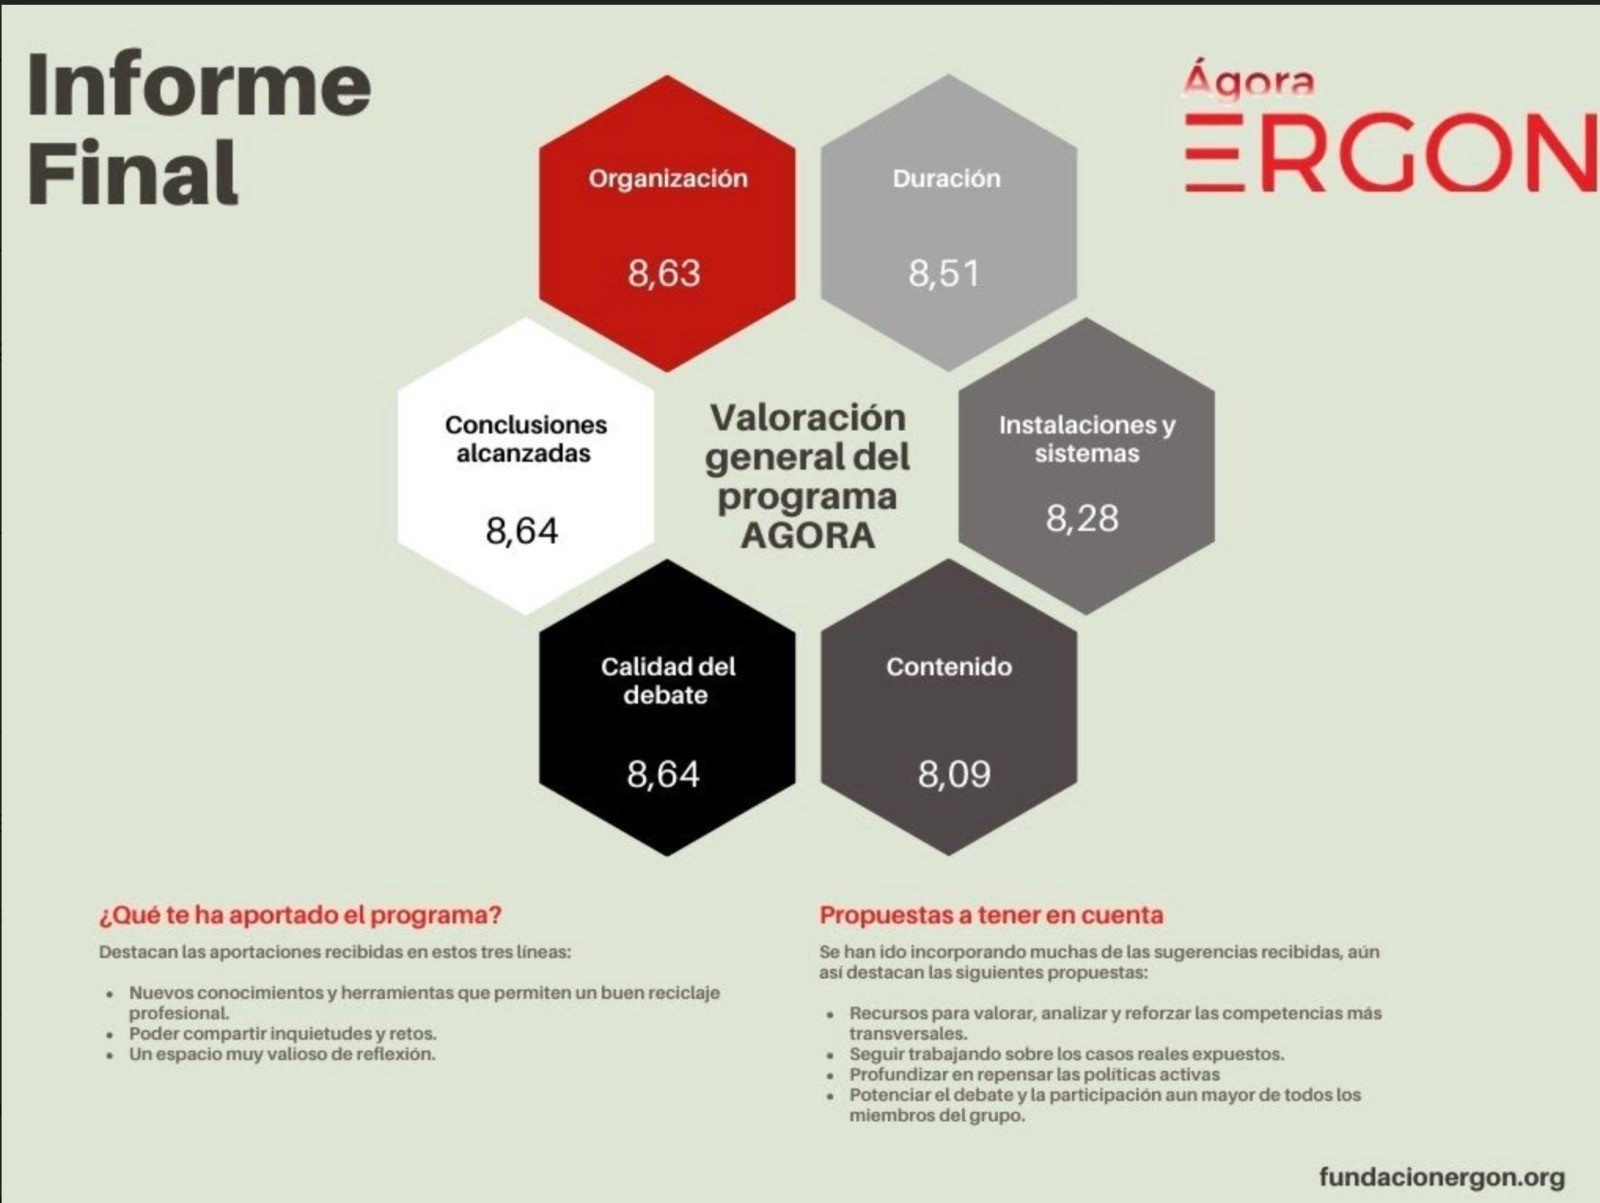 Informe
Final
Ágora
ERGON
Organización
8,63
Duración
8,51
Conclusiones
alcanzadas
8,64
Valoración
general del
programa
AGORA
Instalaciones y
sistemas
8,28
Calidad del
debate
8,64
Contenido
8,09
¿Qué te ha aportado el programa?
Destacan las aportaciones recibidas en estos tres líneas:
• Nuevos conocimientos y herramientas que permiten un buen reciclaje
profesional.
• Poder compartir inquietudes y retos.
• Un espacio muy valioso de reflexión.
Propuestas a tener en cuenta
Se han ido incorporando muchas de las sugerencias recibidas, aún
así destacan las siguientes propuestas:
• Recursos para valorar, analizar y reforzar las competencias más
transversales.
• Seguir trabajando sobre los casos reales expuestos.
• Profundizar en repensar las políticas activas
• Potenciar el debate y la participación aun mayor de todos los
miembros del grupo.
fundacionergon.org